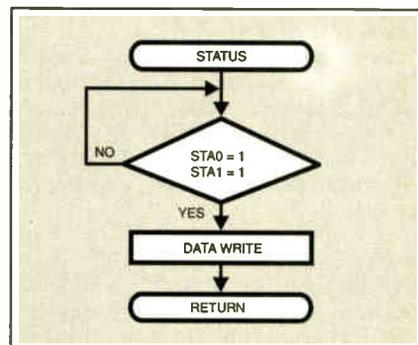 STATUS
NO
STA0 = 1
STA1 = 1
YES
DATA WRITE
RETURN